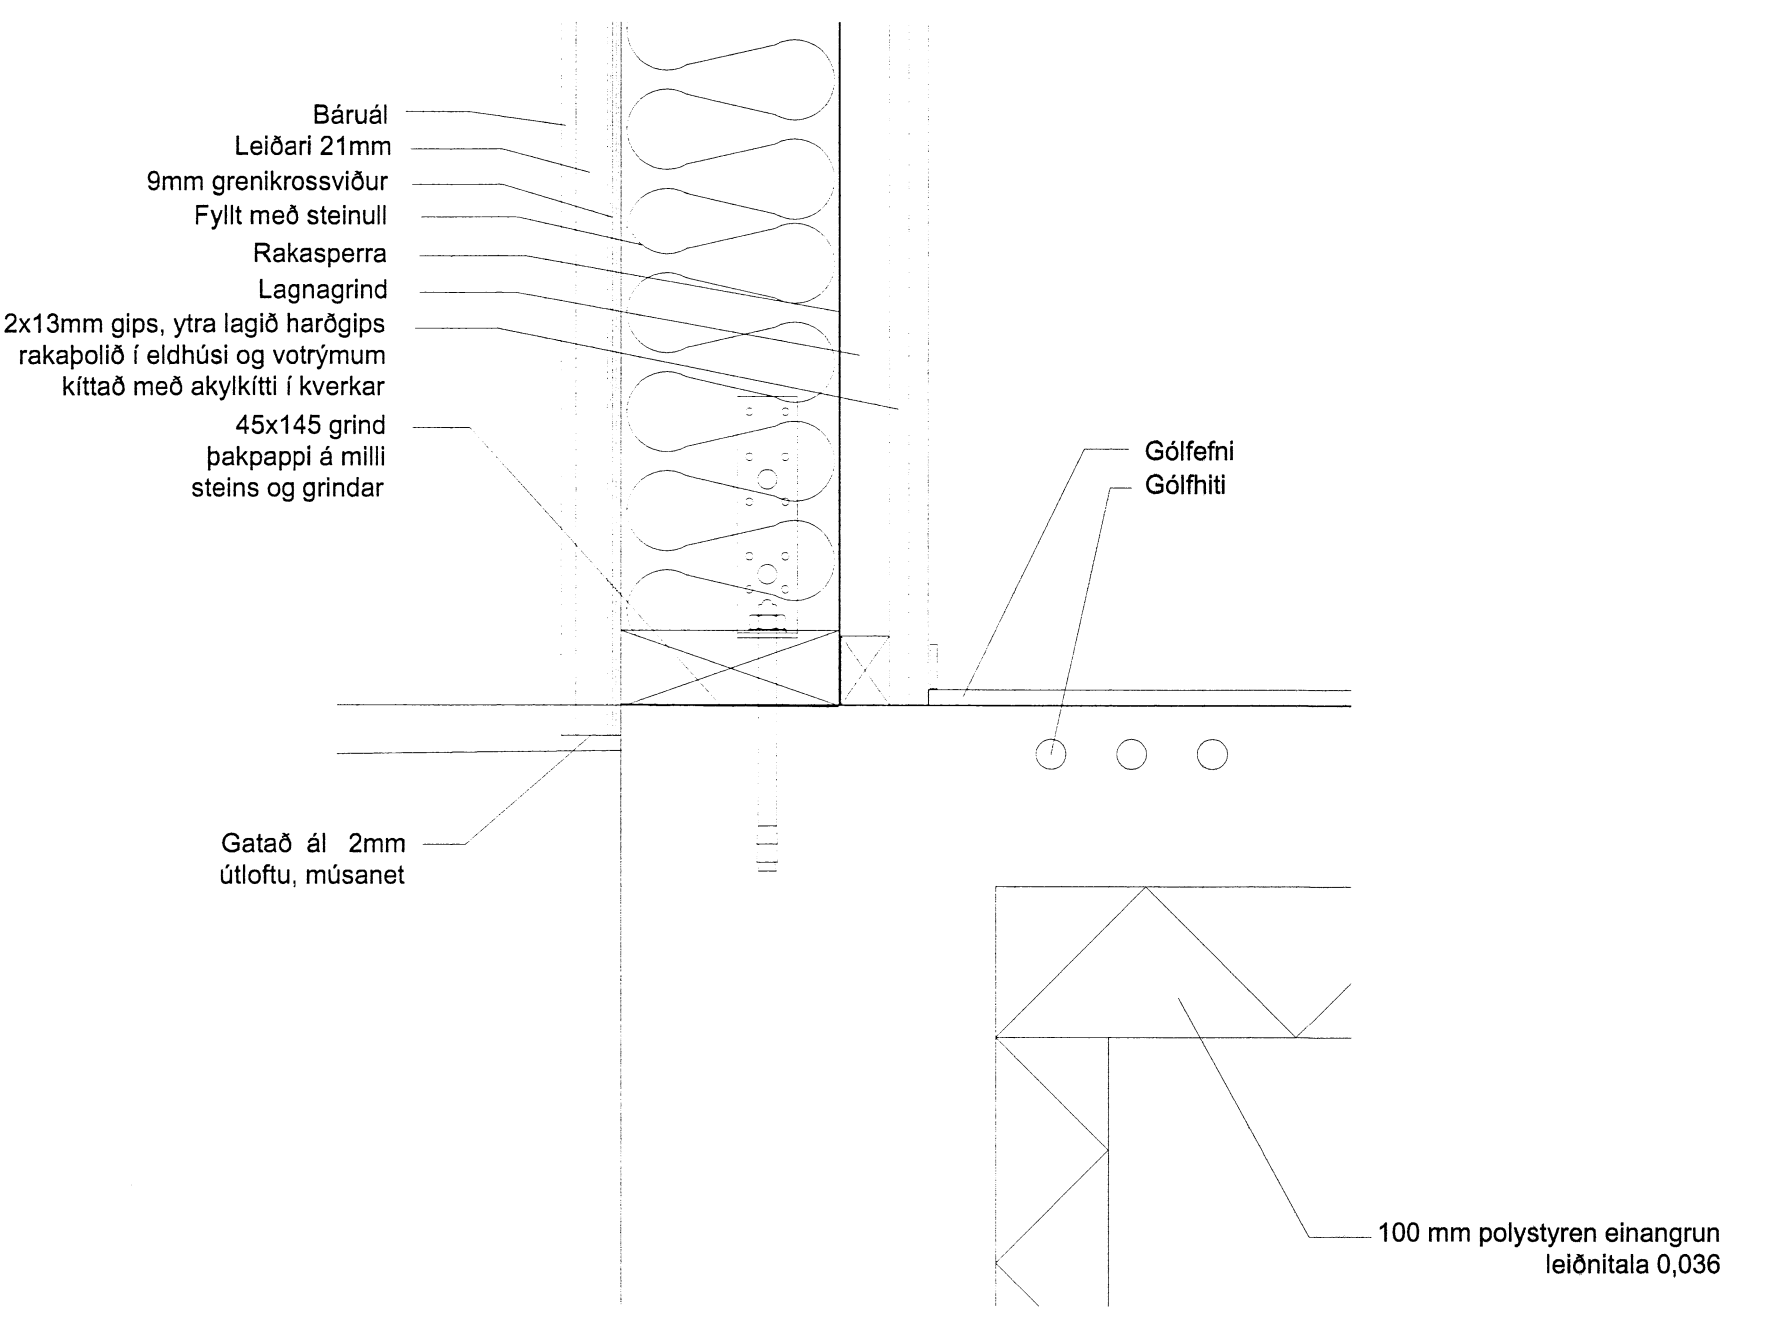 Báruál
Leiðari 21mm
9mm grenikrossviður
Fyllt með steinull
Rakasperra
Lagnagrind
2x13mm gips, ytra lagið harðgips
rakaþolið í eldhúsi og votrýmum
kíttað með akylkítti í kverkar
45x145 grind
þakpappi á milli
steins og grindar
Gólfefni
Gólfhiti
Gatað ál 2mm
útloftu, músanet
100 mm polystyren einangrun
leiðnitala 0,036